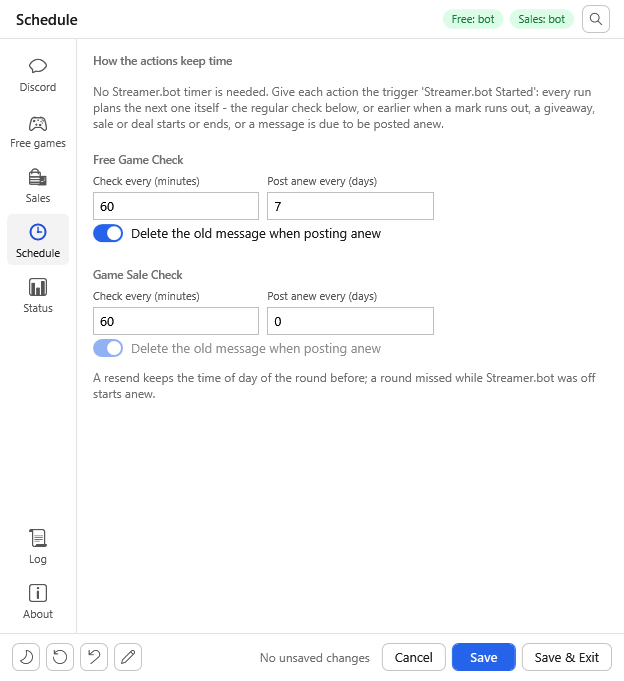 Schedule
Free: bot
Sales: bot
Discord
Free games
Sales
Schedule
Status
Log
About
How the actions keep time
No Streamer.bot timer is needed. Give each action the trigger 'Streamer.bot Started': every run
plans the next one itself - the regular check below, or earlier when a mark runs out, a giveaway,
sale or deal starts or ends, or a message is due to be posted anew.
Free Game Check
Check every (minutes) Post anew every (days)
60 7
Delete the old message when posting anew
Game Sale Check
Check every (minutes) Post anew every (days)
60 0
Delete the old message when posting anew
A resend keeps the time of day of the round before; a round missed while Streamer.bot was off
starts anew.
No unsaved changes
Cancel
Save
Save & Exit